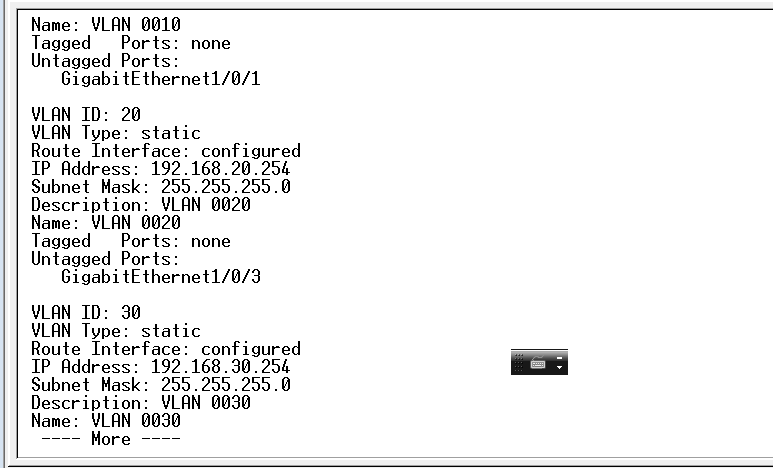 Name: VLAN 0010
Tagged   Ports: none
Untagged Ports:
   GigabitEthernet1/0/1

VLAN ID: 20
VLAN Type: static
Route Interface: configured
IP Address: 192.168.20.254
Subnet Mask: 255.255.255.0
Description: VLAN 0020
Name: VLAN 0020
Tagged   Ports: none
Untagged Ports:
   GigabitEthernet1/0/3

VLAN ID: 30
VLAN Type: static
Route Interface: configured
IP Address: 192.168.30.254
Subnet Mask: 255.255.255.0
Description: VLAN 0030
Name: VLAN 0030
 ---- More ----